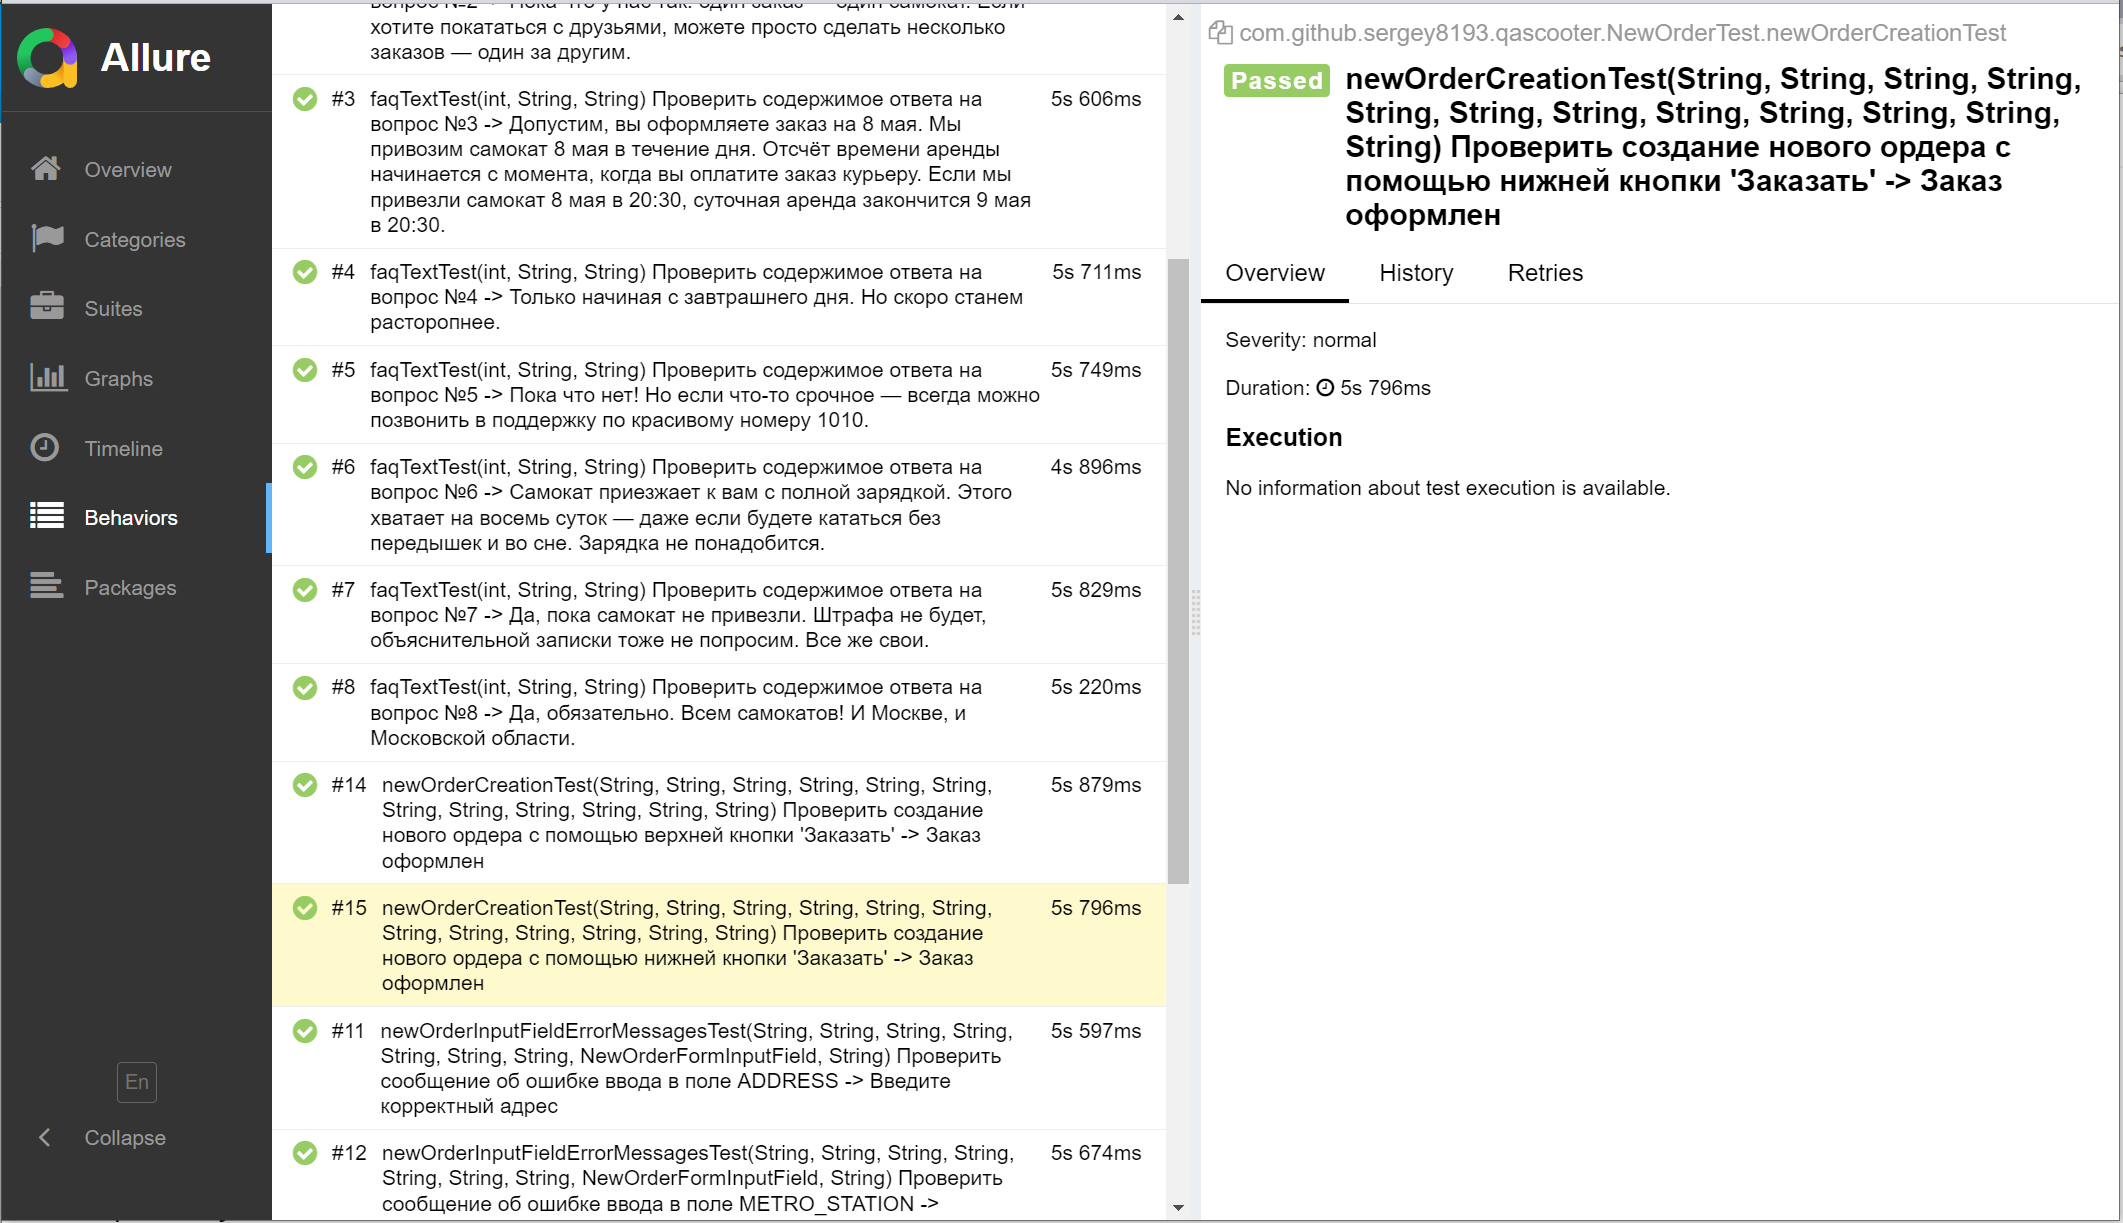 Allure
Overview
Categories
Suites
Graphs
Timeline
Behaviors
Packages
En
Collapse
вопрос №2 -> Пока что у нас так: один заказ — один самокат. Если
хотите покататься с друзьями, можете просто сделать несколько
заказов — один за другим.
#3 faqTextTest(int, String, String) Проверить содержимое ответа на 5s 606ms
вопрос №3 -> Допустим, вы оформляете заказ на 8 мая. Мы
привозим самокат 8 мая в течение дня. Отсчёт времени аренды
начинается с момента, когда вы оплатите заказ курьеру. Если мы
привезли самокат 8 мая в 20:30, суточная аренда закончится 9 мая
в 20:30.
#4 faqTextTest(int, String, String) Проверить содержимое ответа на 5s 711ms
вопрос №4 -> Только начиная с завтрашнего дня. Но скоро станем
расторопнее.
#5 faqTextTest(int, String, String) Проверить содержимое ответа на 5s 749ms
вопрос №5 -> Пока что нет! Но если что-то срочное — всегда можно
позвонить в поддержку по красивому номеру 1010.
#6 faqTextTest(int, String, String) Проверить содержимое ответа на 4s 896ms
вопрос №6 -> Самокат приезжает к вам с полной зарядкой. Этого
хватает на восемь суток — даже если будете кататься без
передышек и во сне. Зарядка не понадобится.
#7 faqTextTest(int, String, String) Проверить содержимое ответа на 5s 829ms
вопрос №7 -> Да, пока самокат не привезли. Штрафа не будет,
объяснительной записки тоже не попросим. Все же свои.
#8 faqTextTest(int, String, String) Проверить содержимое ответа на 5s 220ms
вопрос №8 -> Да, обязательно. Всем самокатов! И Москве, и
Московской области.
#14 newOrderCreationTest(String, String, String, String, String, String, 5s 879ms
String, String, String, String, String, String) Проверить создание
нового ордера с помощью верхней кнопки 'Заказать' -> Заказ
оформлен
#15 newOrderCreationTest(String, String, String, String, String, String, 5s 796ms
String, String, String, String, String, String) Проверить создание
нового ордера с помощью нижней кнопки 'Заказать' -> Заказ
оформлен
#11 newOrderInputFieldErrorMessagesTest(String, String, String, String, 5s 597ms
String, String, String, NewOrderFormInputField, String) Проверить
сообщение об ошибке ввода в поле ADDRESS -> Введите
корректный адрес
#12 newOrderInputFieldErrorMessagesTest(String, String, String, String, 5s 674ms
String, String, String, NewOrderFormInputField, String) Проверить
сообщение об ошибке ввода в поле METRO_STATION ->
com.github.sergey8193.qascooter.NewOrderTest.newOrderCreationTest
Passed newOrderCreationTest(String, String, String, String,
String, String, String, String, String, String, String,
String) Проверить создание нового ордера с
помощью нижней кнопки 'Заказать' -> Заказ
оформлен
Overview History Retries
Severity: normal
Duration: 5s 796ms
Execution
No information about test execution is available.